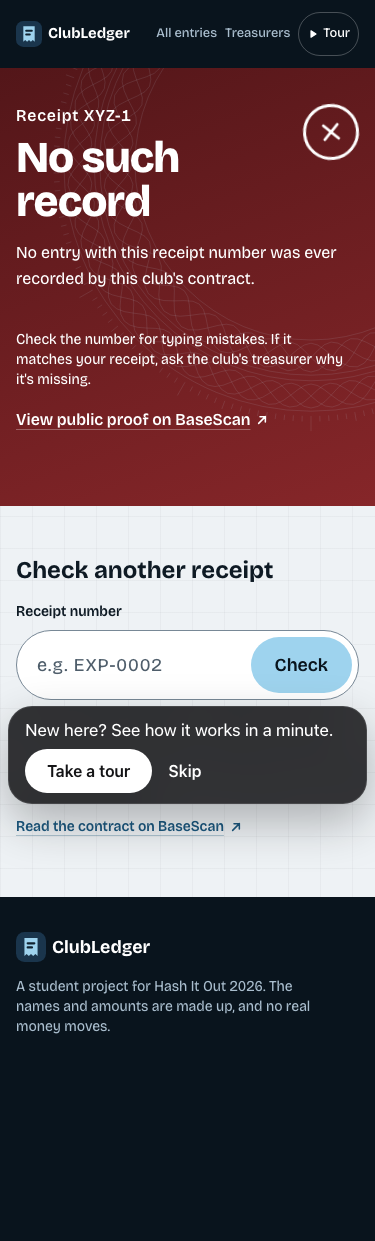 ClubLedger
All entries Treasurers Tour
Receipt XYZ-1
No such
record
No entry with this receipt number was ever
recorded by this club's contract.
Check the number for typing mistakes. If it
matches your receipt, ask the club's treasurer why
it's missing.
View public proof on BaseScan ↗
Check another receipt
Receipt number
e.g. EXP-0002 Check
New here? See how it works in a minute.
Take a tour Skip
Read the contract on BaseScan ↗
ClubLedger
A student project for Hash It Out 2026. The
names and amounts are made up, and no real
money moves.